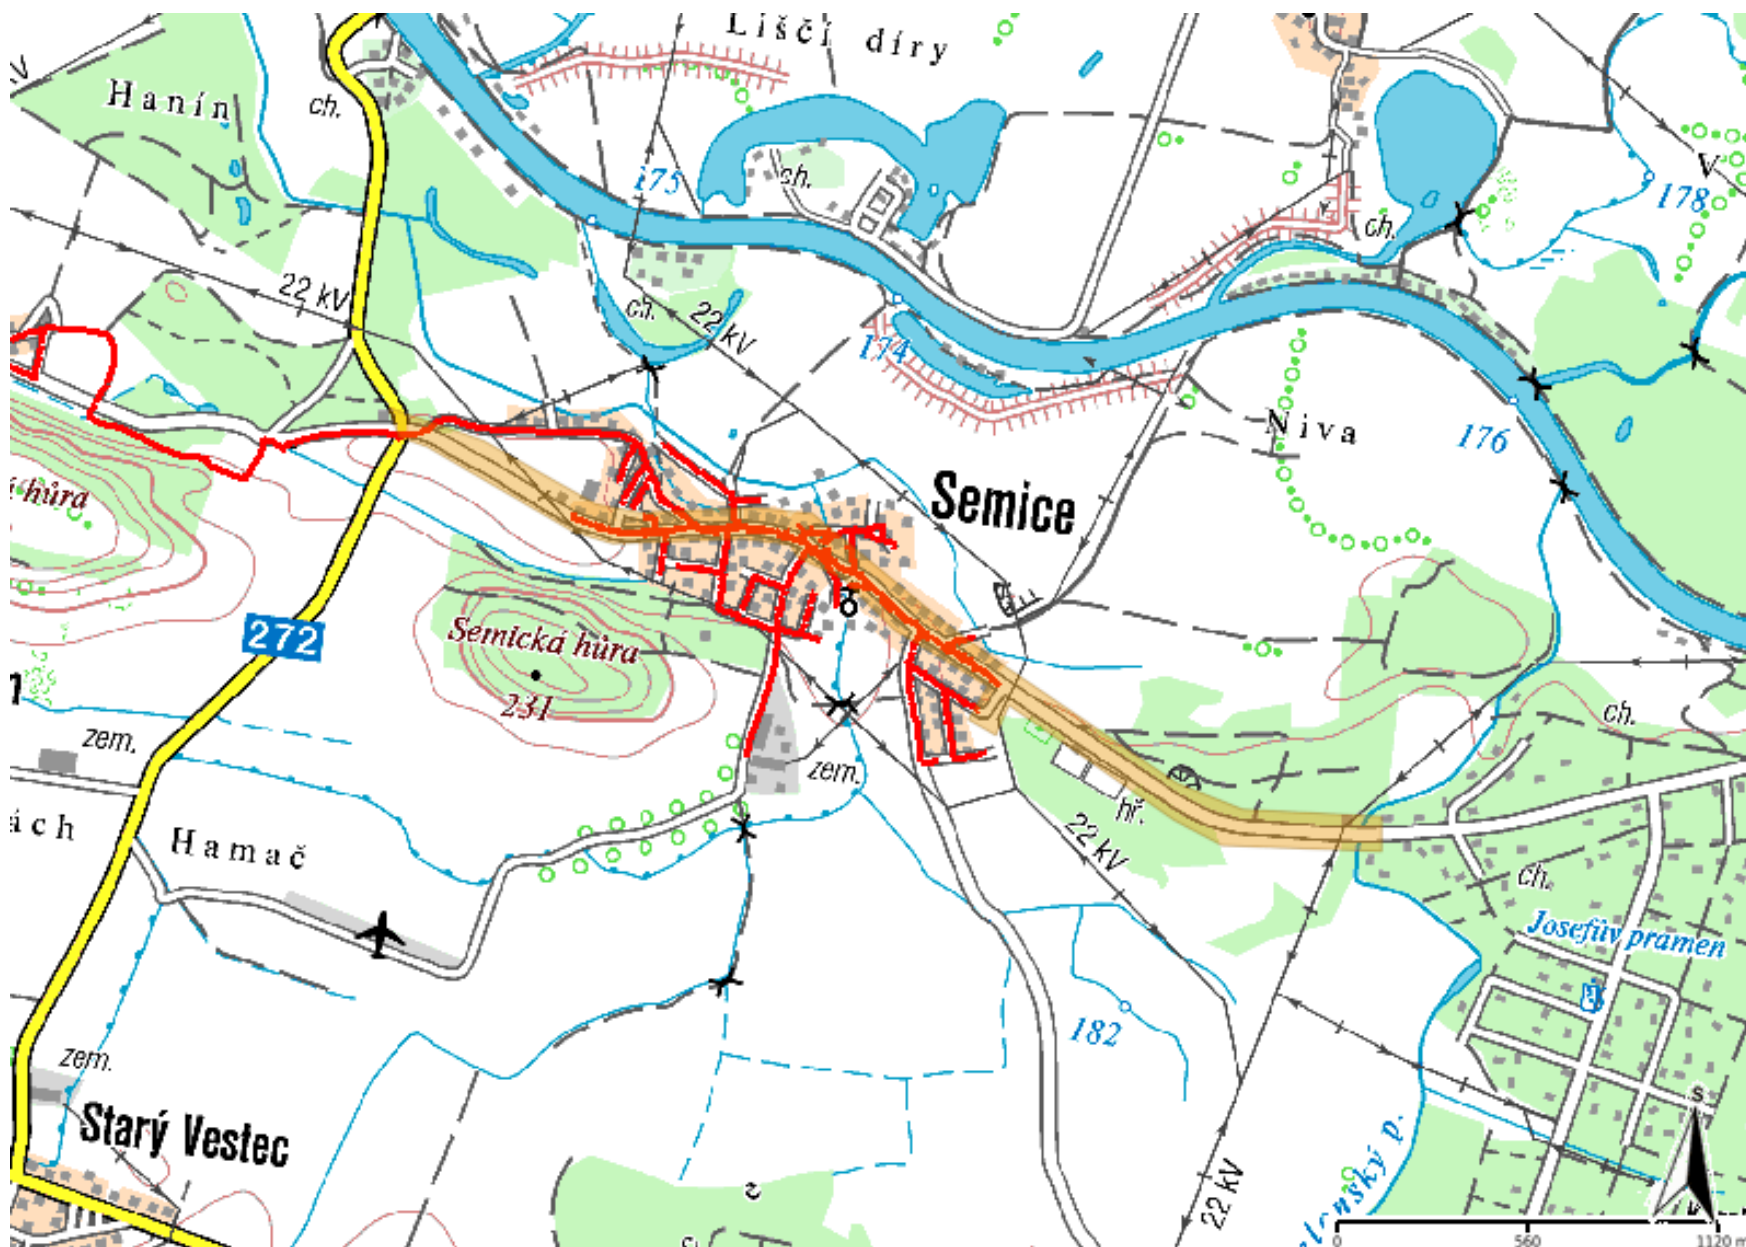 Liščí díry
Hanín
ch.
175
ch.
178
V
ch.
22 kV
ch.
22 kV
174
Niva
176
Semice
hůra
272
Semická hůra
231
zem.
zem.
ch.
hř.
22 kV
ách
Hamač
ch.
Josefův pramen
182
zem.
Starý Vestec
22 kV
S
0 560 1120 m